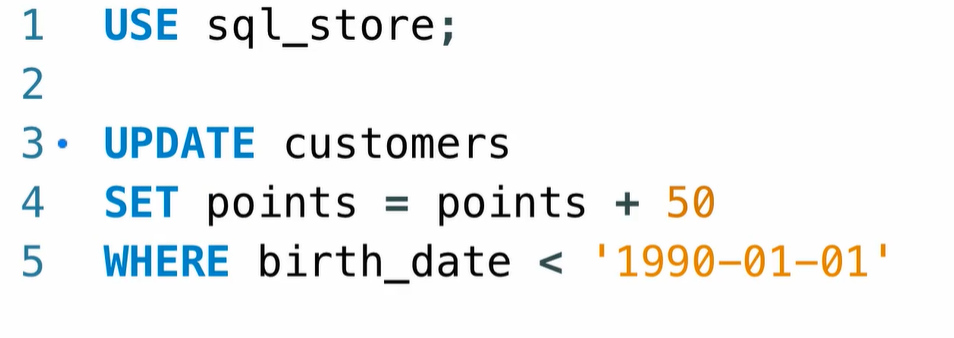 1 USE sql_store;
2
3 UPDATE customers
4 SET points = points + 50
5 WHERE birth_date < '1990-01-01'